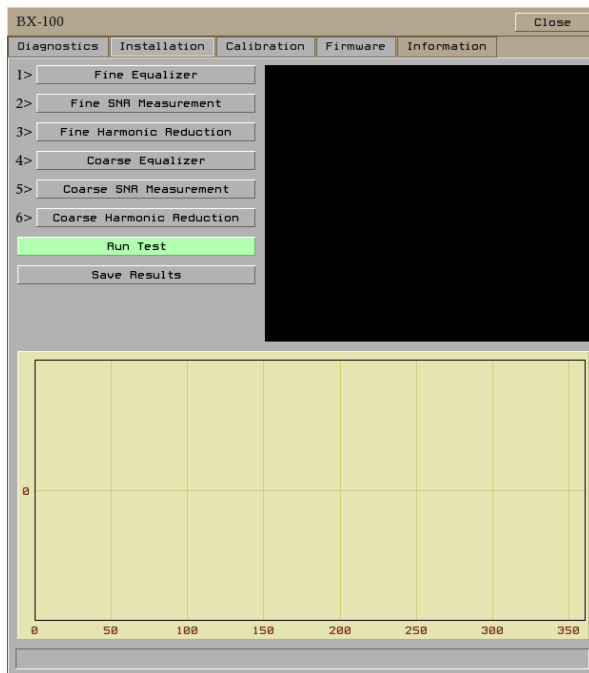 BX-100 Close
Diagnostics Installation Calibration Firmware Information
1> Fine Equalizer
2> Fine SNR Measurement
3> Fine Harmonic Reduction
4> Coarse Equalizer
5> Coarse SNR Measurement
6> Coarse Harmonic Reduction
Run Test
Save Results
0
0 50 100 150 200 250 300 350